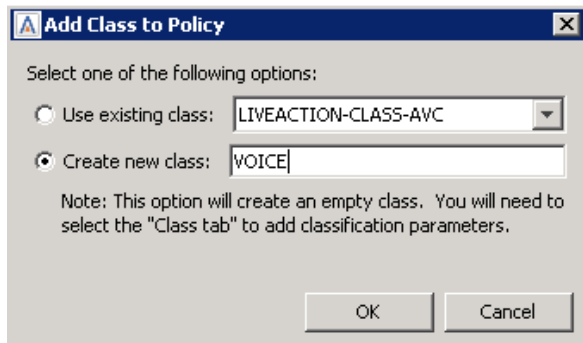 Add Class to Policy
Select one of the following options:
Use existing class: LIVEACTION-CLASS-AVC
Create new class: VOICE
Note: This option will create an empty class. You will need to
select the "Class tab" to add classification parameters.
OK Cancel